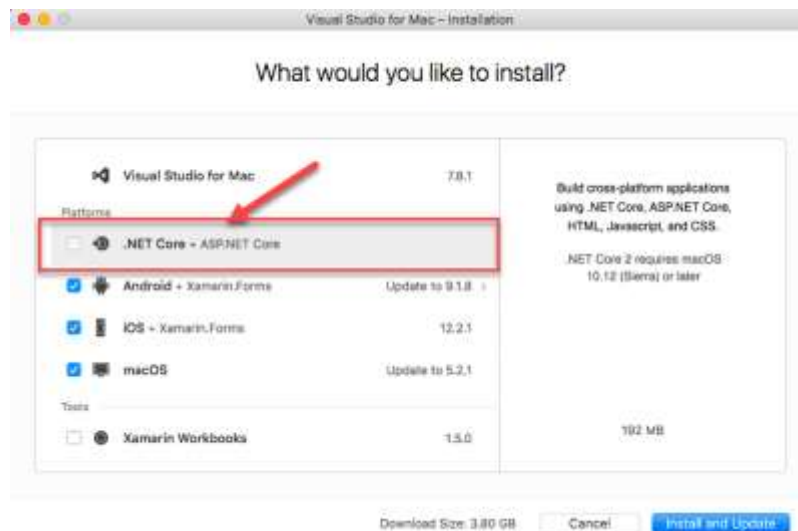 Visual Studio for Mac – Installation
What would you like to install?
Visual Studio for Mac 7.8.1
Platforms
.NET Core + ASP.NET Core
Android + Xamarin.Forms Update to 9.1.8
iOS + Xamarin.Forms 12.2.1
macOS Update to 5.2.1
Tools
Xamarin Workbooks 1.5.0
Build cross-platform applications
using .NET Core, ASP.NET Core,
HTML, Javascript, and CSS.
.NET Core 2 requires macOS
10.12 (Sierra) or later
192 MB
Download Size: 3.80 GB Cancel Install and Update